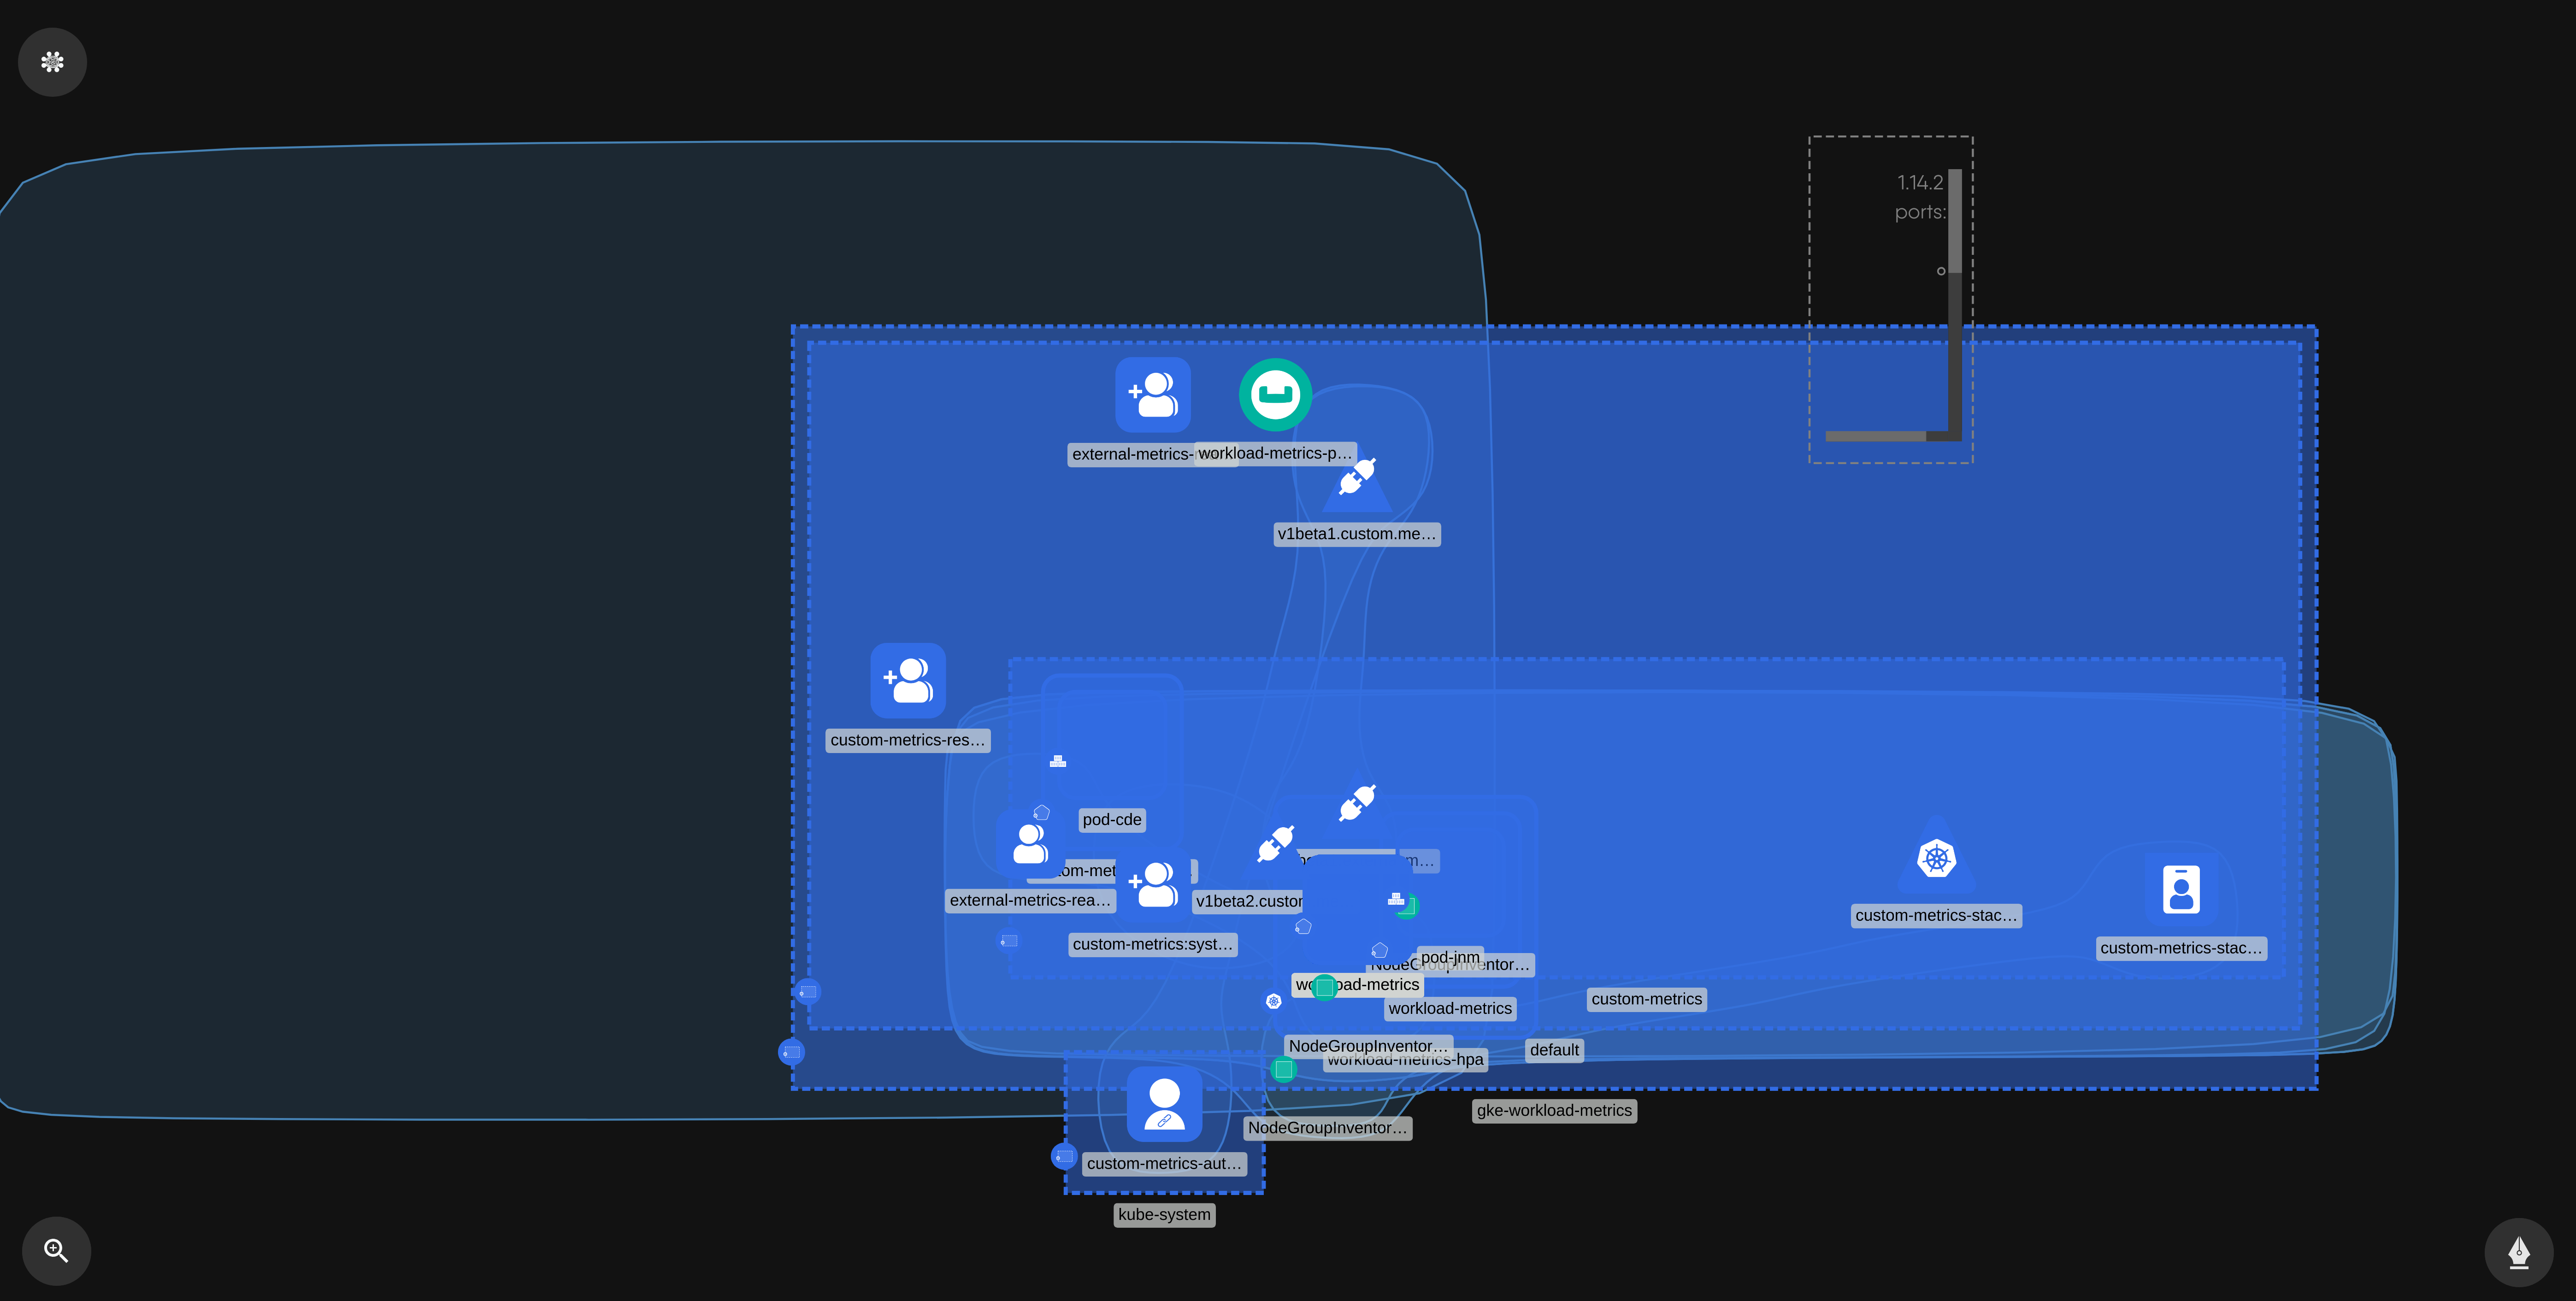 1.14.2
ports:
external-metrics-
workload-metrics-p…
v1beta1.custom.me…
custom-metrics-res…
pod-cde
om-met
external-metrics-rea…
v1beta2.custor
m…
custom-metrics:syst…
custom-metrics-stac…
custom-metrics-stac…
pod-jnm
NodeGroupInventor…
workload-metrics
workload-metrics
custom-metrics
NodeGroupInventor…
workload-metrics-hpa
default
gke-workload-metrics
NodeGroupInventor…
custom-metrics-aut…
kube-system